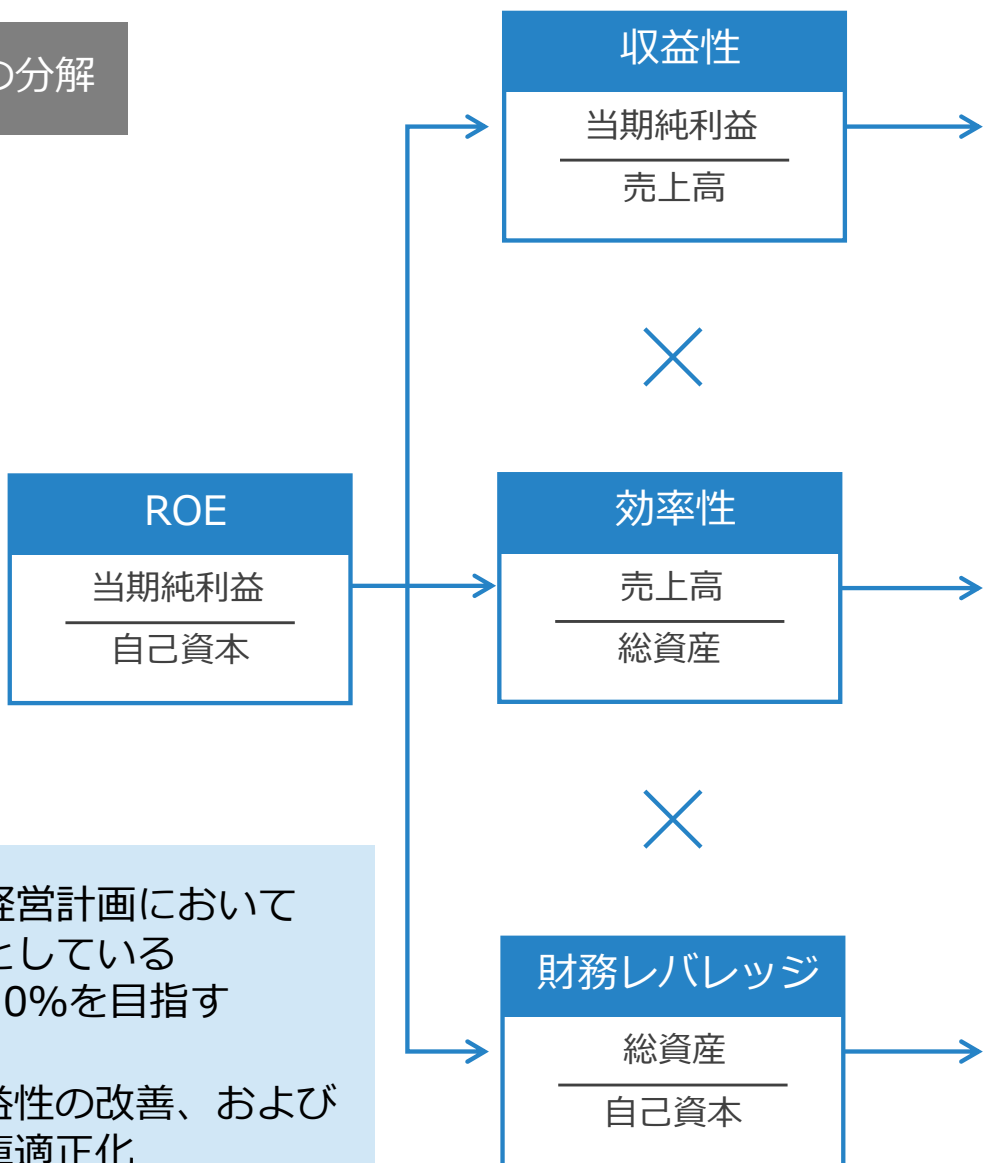 の分解
収益性
当期純利益
売上高
×
ROE
当期純利益
自己資本
効率性
売上高
総資産
×
経営計画において
としている
0%を目指す
益性の改善、および
適正化
財務レバレッジ
総資産
自己資本